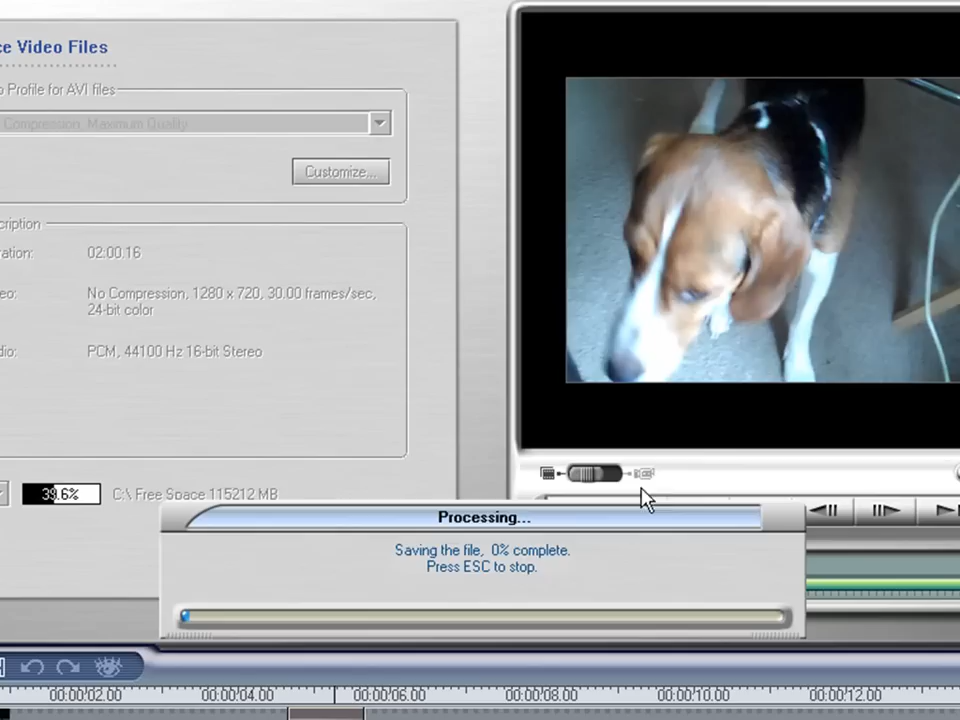 ce Video Files
o Profile for AVI files
Compression, Maximum Quality
Customize...
cription
ration:
02:00.16
eo:
No Compression, 1280 x 720, 30.00 frames/sec,
24-bit color
dio:
PCM, 44100 Hz 16-bit Stereo
39.6%
C:\ Free Space 115212 MB
Processing...
Saving the file, 0% complete.
Press ESC to stop.
00:00'02.00
00:00'04.00
00:00'06.00
00:00'08.00
00:00'10.00
00:00'12.00